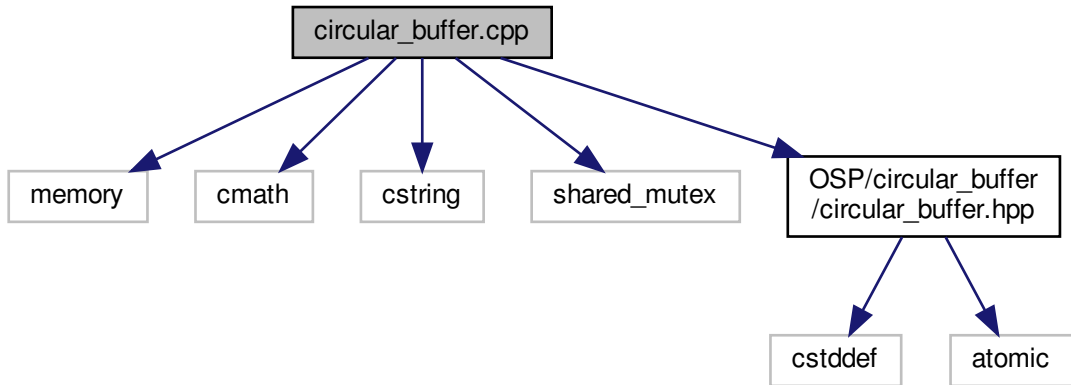 circular_buffer.cpp
memory
cmath
cstring
shared_mutex
OSP/circular_buffer
/circular_buffer.hpp
cstddef
atomic